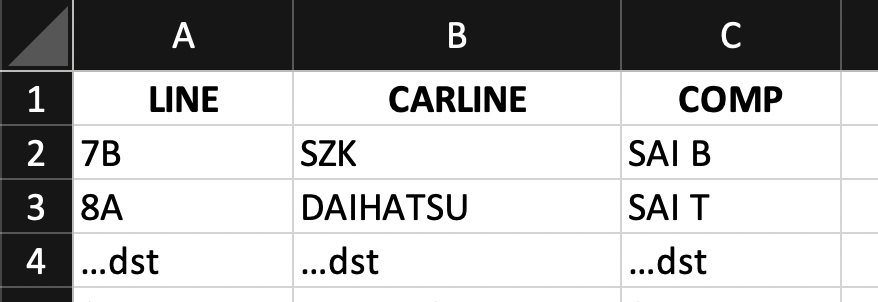 A B C
1 LINE CARLINE COMP
2 7B SZK SAI B
3 8A DAIHATSU SAI T
4 ...dst ...dst ...dst